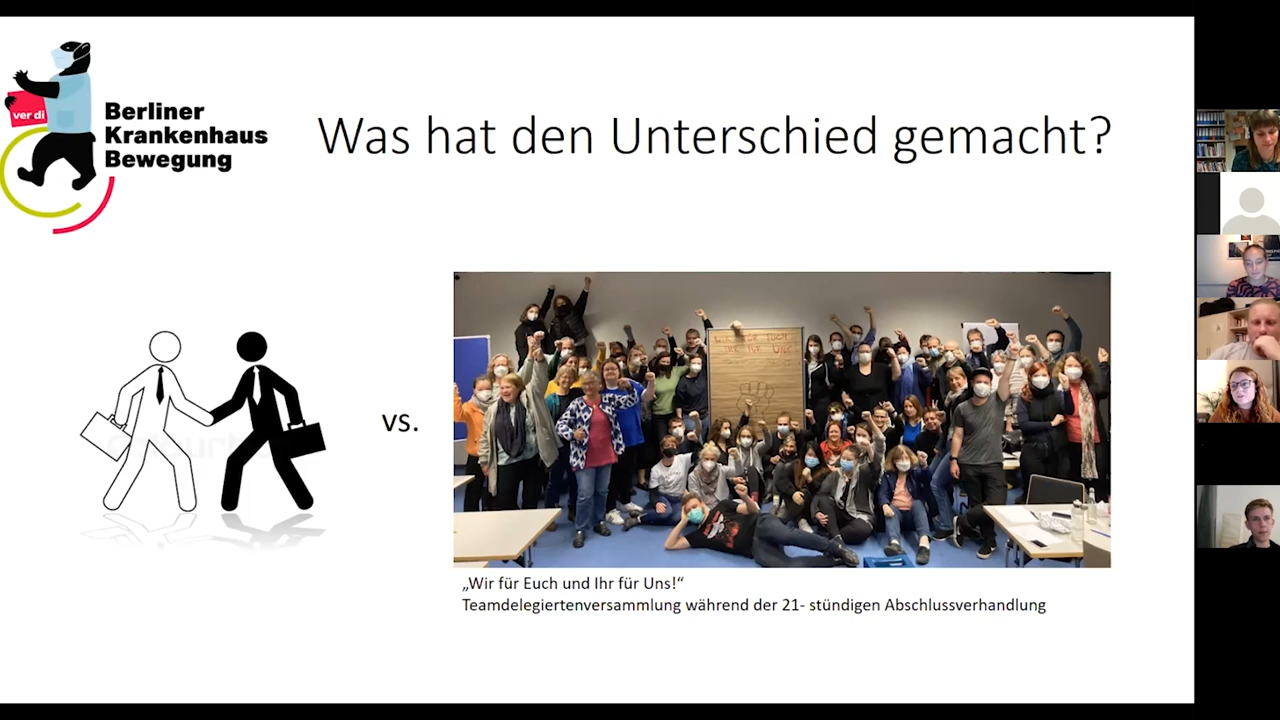 ver di
Berliner
Krankenhaus
Bewegung
Was hat den Unterschied gemacht?
vs.
UNS
„Wir für Euch und Ihr für Uns!“
Teamdelegiertenversammlung während der 21- stündigen Abschlussverhandlung